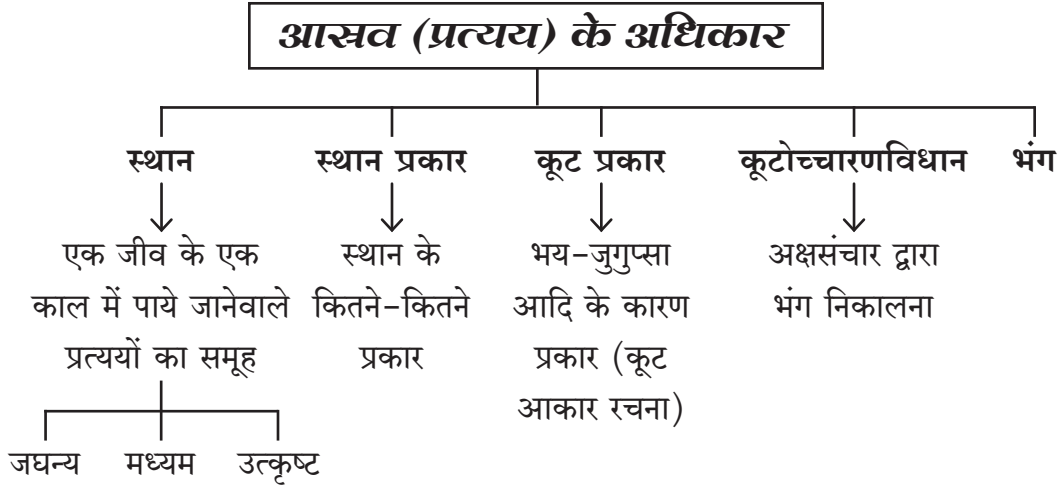 आस्रव (प्रत्यय) के अधिकार
स्थान
स्थान प्रकार
कूट प्रकार
कूटोच्चारणविधान
भंग
एक जीव के एक
काल में पाये जानेवाले
प्रत्ययों का समूह
स्थान के
कितने-कितने
प्रकार
भय-जुगुप्सा
आदि के कारण
प्रकार (कूट
आकार रचना)
अक्षसंचार द्वारा
भंग निकालना
जघन्य
मध्यम
उत्कृष्ट